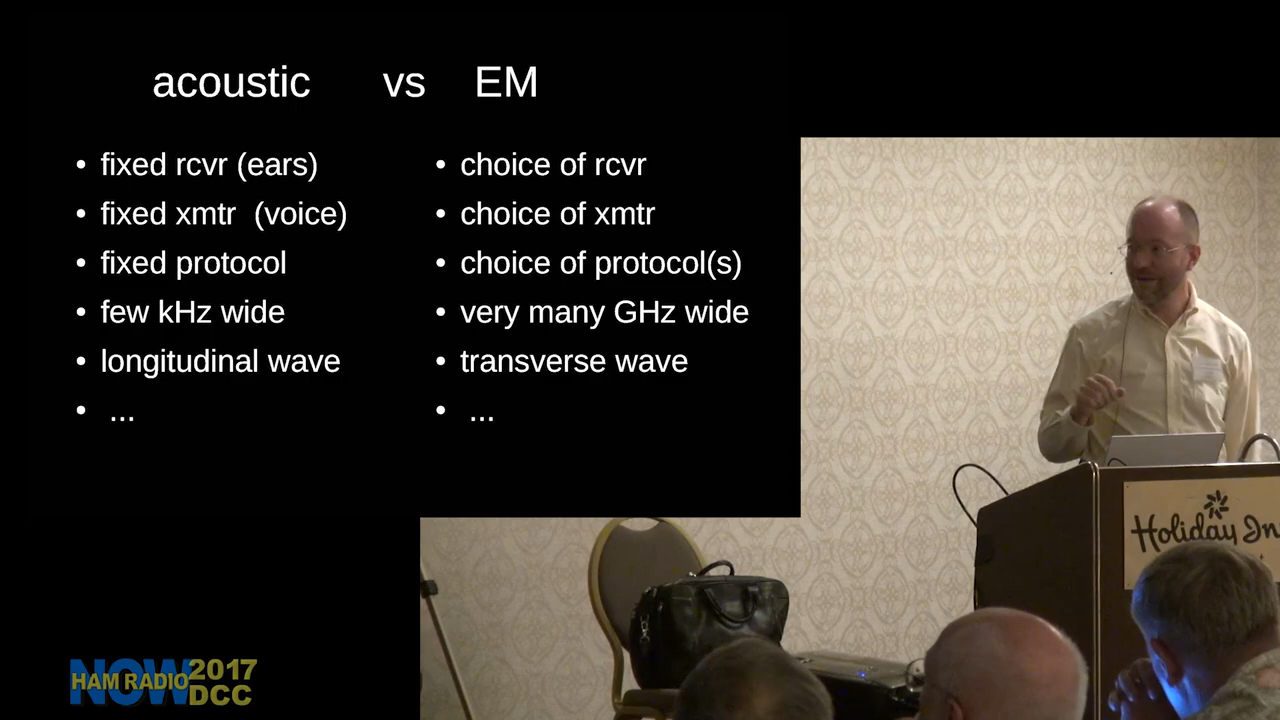 acoustic vs EM
• fixed rcvr (ears)
• fixed xmtr (voice)
• fixed protocol
• few kHz wide
• longitudinal wave
• ...
• choice of rcvr
• choice of xmtr
• choice of protocol(s)
• very many GHz wide
• transverse wave
• ...
Holiday In
NOW
HAM RADIO
2017
DCC